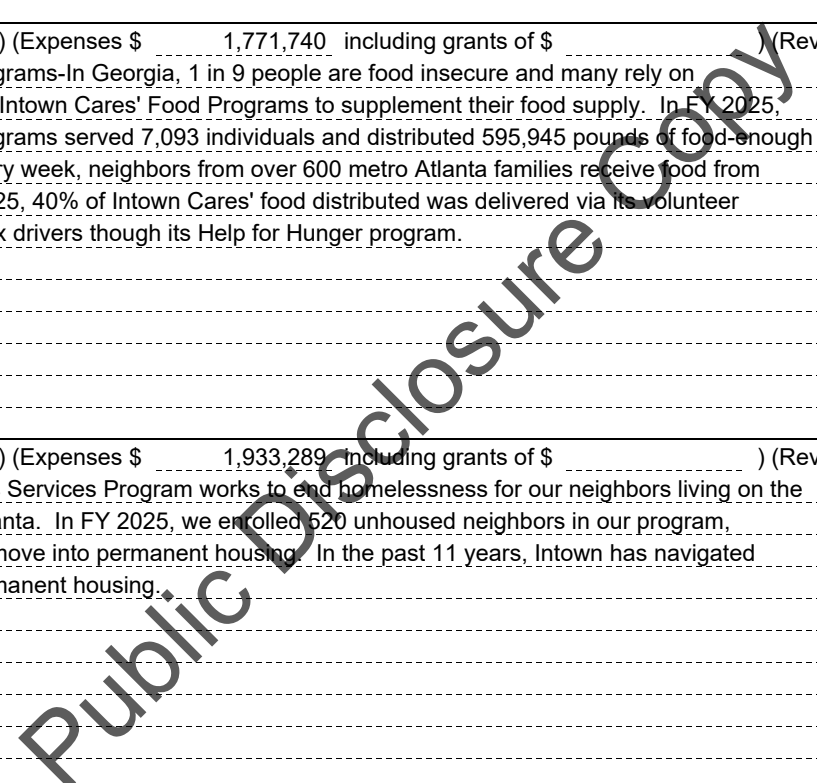 ) (Expenses $ 1,771,740 including grants of $ ) (Rev
grams-In Georgia, 1 in 9 people are food insecure and many rely on
Intown Cares' Food Programs to supplement their food supply. In FY 2025,
grams served 7,093 individuals and distributed 595,945 pounds of food-enough
ry week, neighbors from over 600 metro Atlanta families receive food from
25, 40% of Intown Cares' food distributed was delivered via its volunteer
x drivers though its Help for Hunger program.
) (Expenses $ 1,933,289 including grants of $ ) (Rev
Services Program works to end homelessness for our neighbors living on the
anta. In FY 2025, we enrolled 520 unhoused neighbors in our program,
move into permanent housing. In the past 11 years, Intown has navigated
manent housing.
Public Disclosure Copy